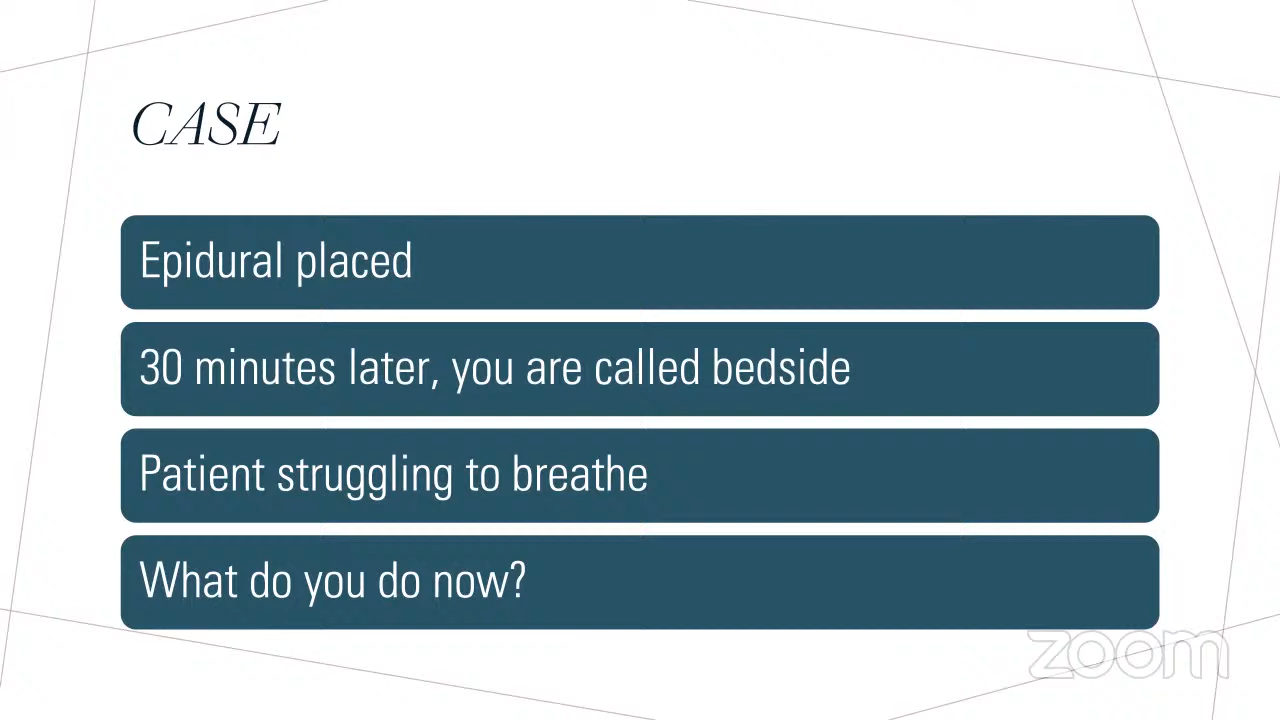 CASE
Epidural placed
30 minutes later, you are called bedside
Patient struggling to breathe
What do you do now?
zoom